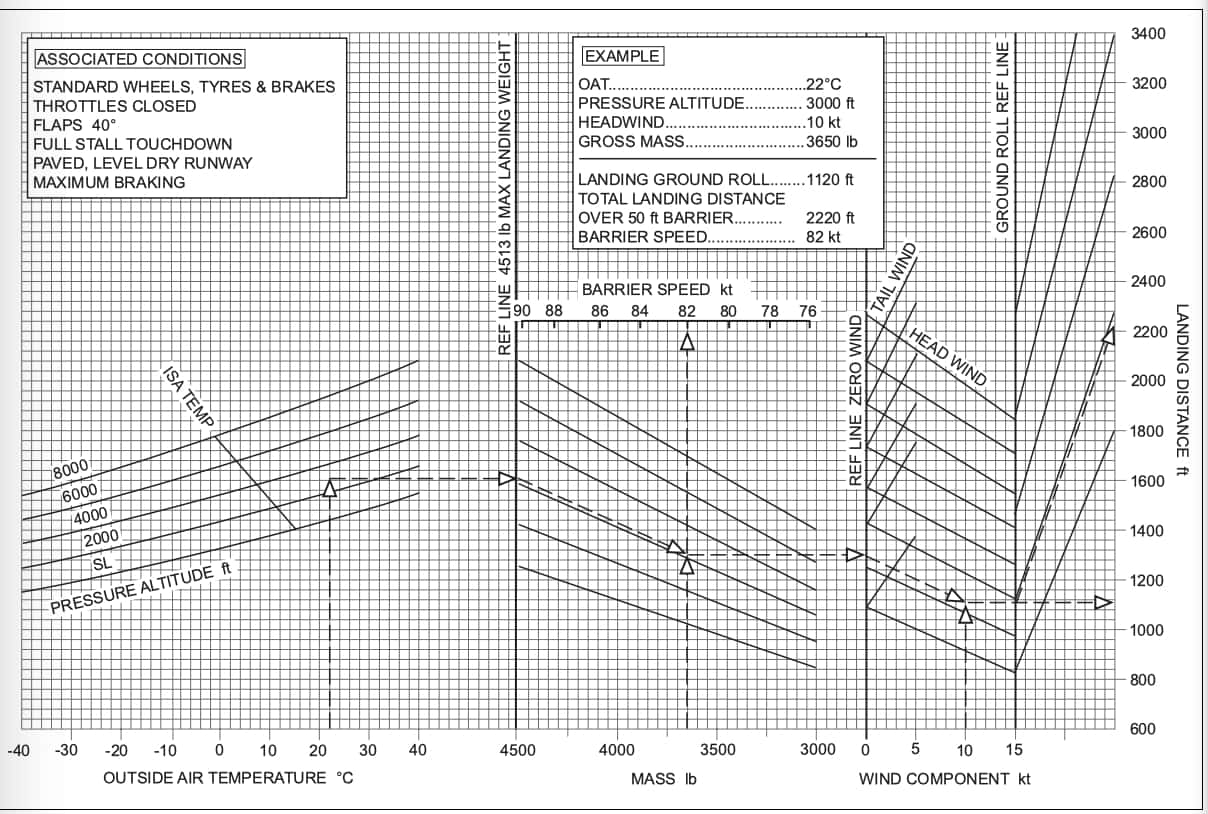 ASSOCIATED CONDITIONS
STANDARD WHEELS, TYRES & BRAKES
THROTTLES CLOSED
FLAPS 40°
FULL STALL TOUCHDOWN
PAVED, LEVEL DRY RUNWAY
MAXIMUM BRAKING
REF LINE 4513 lb MAX LANDING WEIGHT
EXAMPLE
OAT.............................................22°C
PRESSURE ALTITUDE............. 3000 ft
HEADWIND................................10 kt
GROSS MASS...........................3650 lb
LANDING GROUND ROLL........1120 ft
TOTAL LANDING DISTANCE
OVER 50 ft BARRIER........... 2220 ft
BARRIER SPEED.................... 82 kt
GROUND ROLL REF LINE
BARRIER SPEED kt
90 88 86 84 82 80 78 76
REF LINE ZERO WIND
TAIL WIND
HEAD WIND
ISA TEMP
8000
6000
4000
2000
SL
PRESSURE ALTITUDE ft
3400
3200
3000
2800
2600
2400
2200
2000
1800
1600
1400
1200
1000
800
600
LANDING DISTANCE ft
-40 -30 -20 -10 0 10 20 30 40 4500 4000 3500 3000 0 5 10 15
OUTSIDE AIR TEMPERATURE °C MASS lb WIND COMPONENT kt